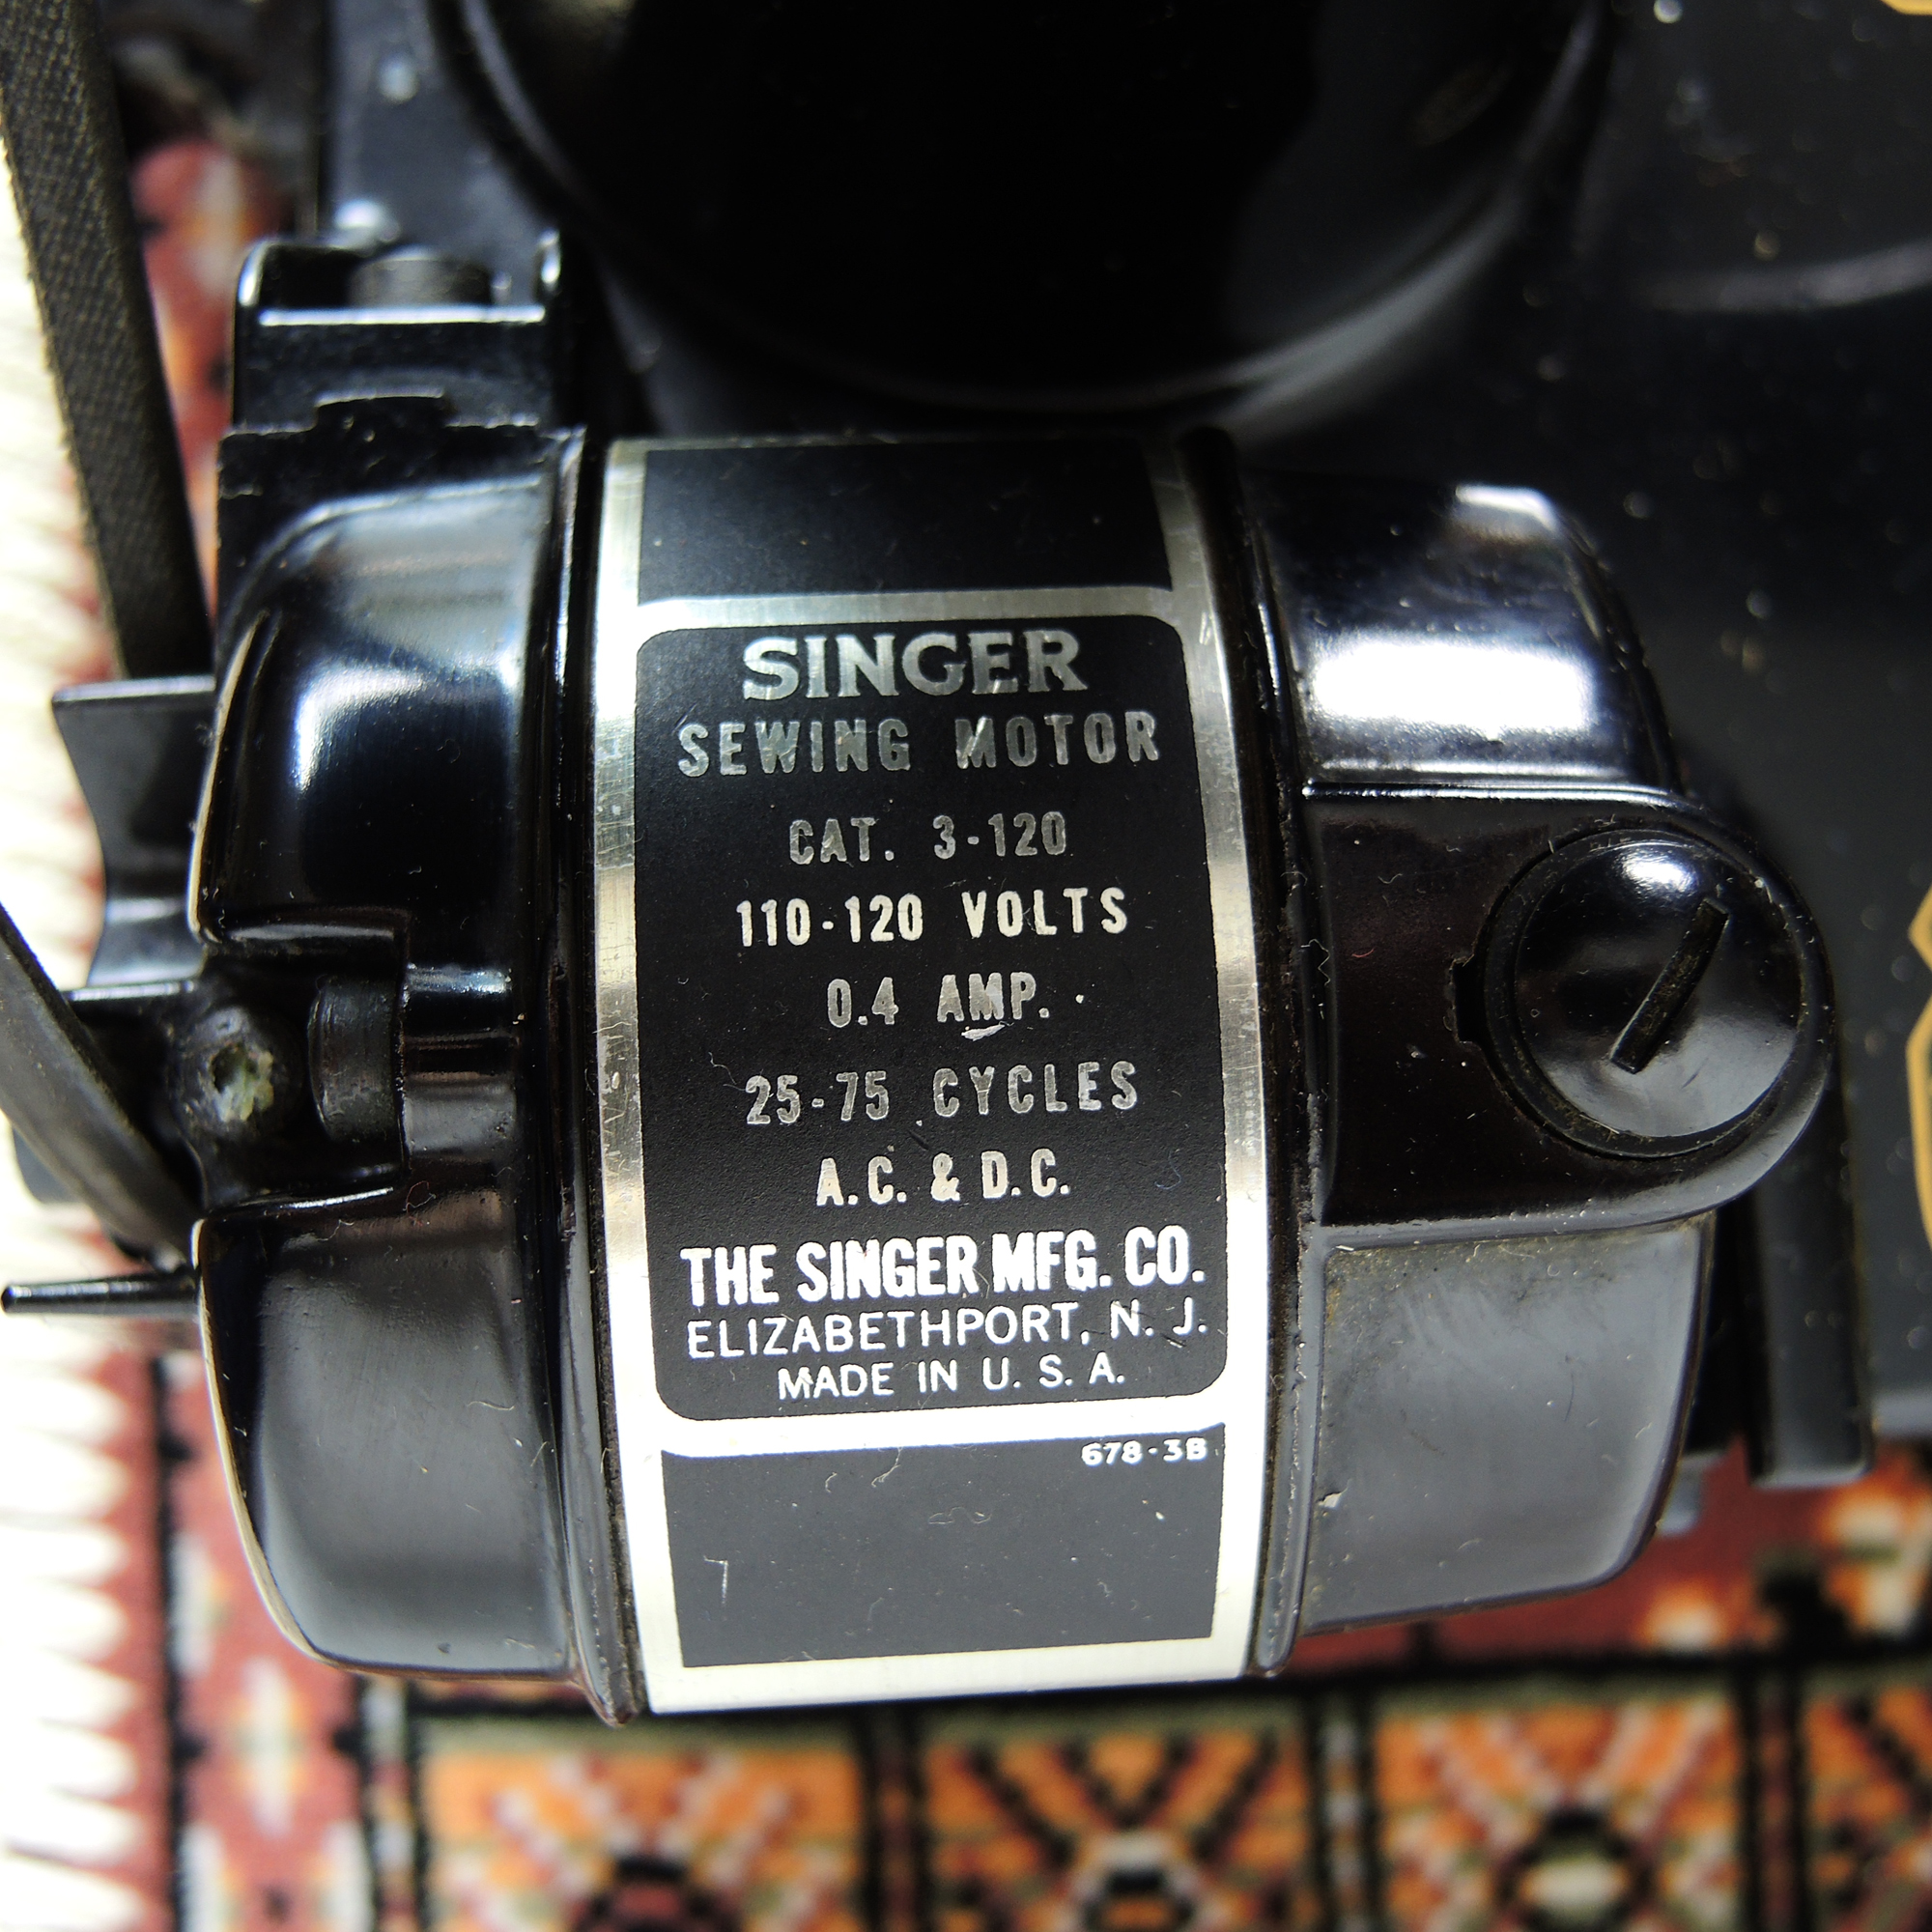 SINGER
SEWING MOTOR
CAT. 3-120
110-120 VOLTS
0.4 AMP.
25-75 CYCLES
A.C. & D.C.
THE SINGER MFG. CO.
ELIZABETHPORT, N. J.
MADE IN U. S. A.
678-3B